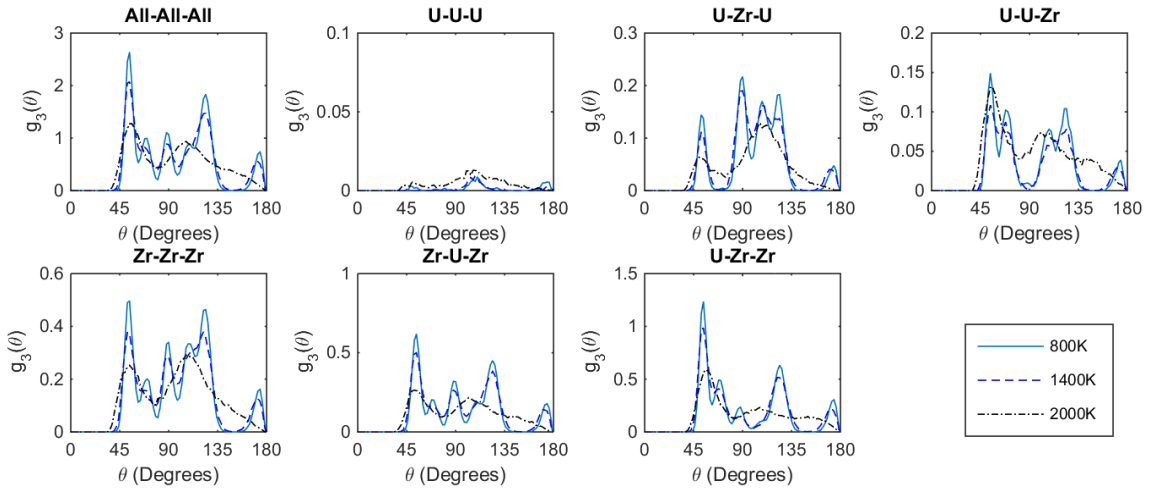 All-All-All
g3(θ)
3
2
1
0
0 45 90 135 180
θ (Degrees)
U-U-U
g3(θ)
0.1
0.05
0
0 45 90 135 180
θ (Degrees)
U-Zr-U
g3(θ)
0.3
0.2
0.1
0
0 45 90 135 180
θ (Degrees)
U-U-Zr
g3(θ)
0.2
0.15
0.1
0.05
0
0 45 90 135 180
θ (Degrees)
Zr-Zr-Zr
g3(θ)
0.6
0.4
0.2
0
0 45 90 135 180
θ (Degrees)
Zr-U-Zr
g3(θ)
1
0.5
0
0 45 90 135 180
θ (Degrees)
U-Zr-Zr
g3(θ)
1.5
1
0.5
0
0 45 90 135 180
θ (Degrees)
800K
1400K
2000K